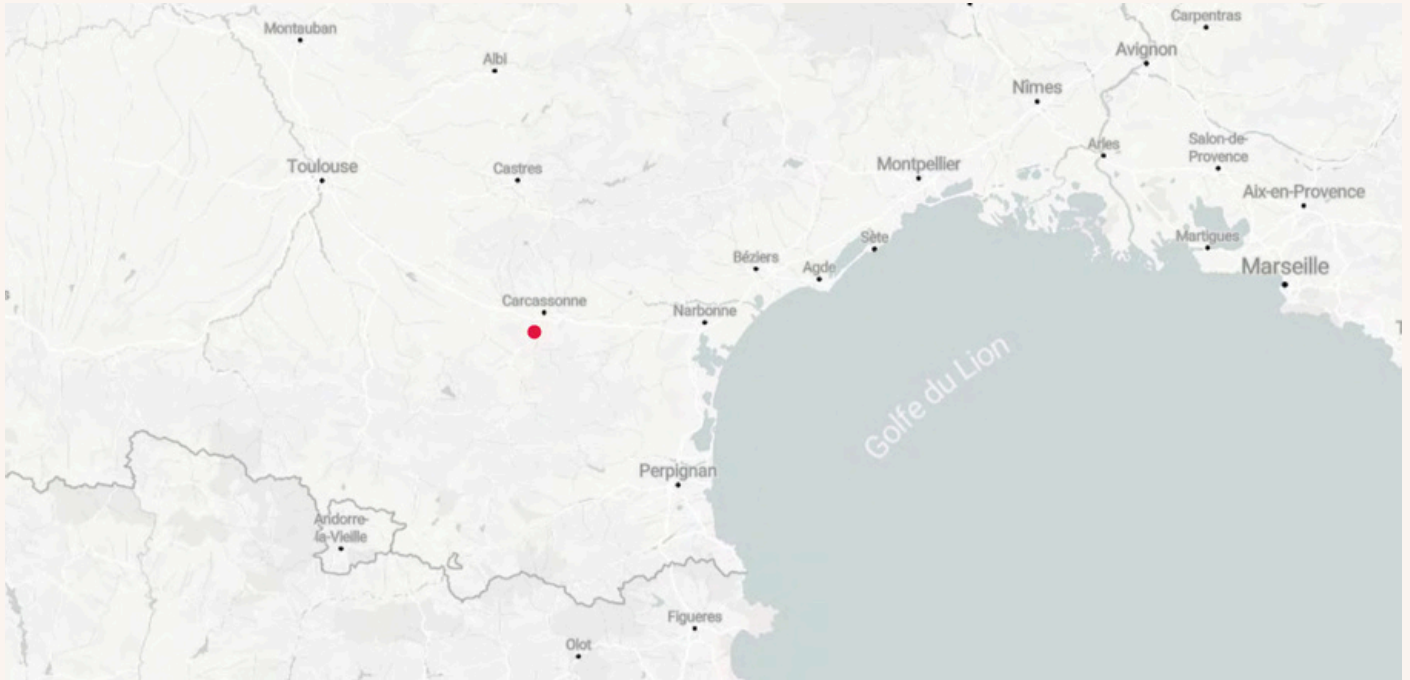 Montauban
Albi
Carpentras
Avignon
Nîmes
Toulouse
Castres
Montpellier
Arles
Salon-de-
Provence
Aix-en-Provence
Sète
Martigues
Béziers
Agde
Marseille
Carcassonne
Narbonne
Golfe du Lion
Perpignan
Andorre-
la-Vieille
Figueres
Olot